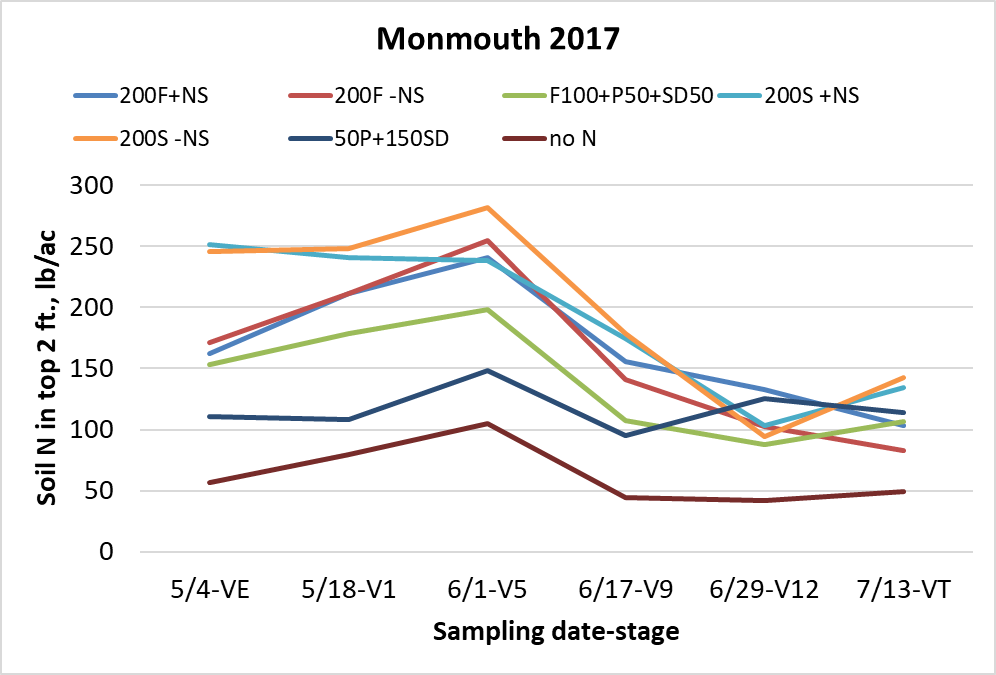 Monmouth 2017
200F+NS 200F -NS F100+P50+SD50 200S +NS
200S -NS 50P+150SD no N
Soil N in top 2 ft., lb/ac
300
250
200
150
100
50
0
5/4-VE 5/18-V1 6/1-V5 6/17-V9 6/29-V12 7/13-VT
Sampling date-stage